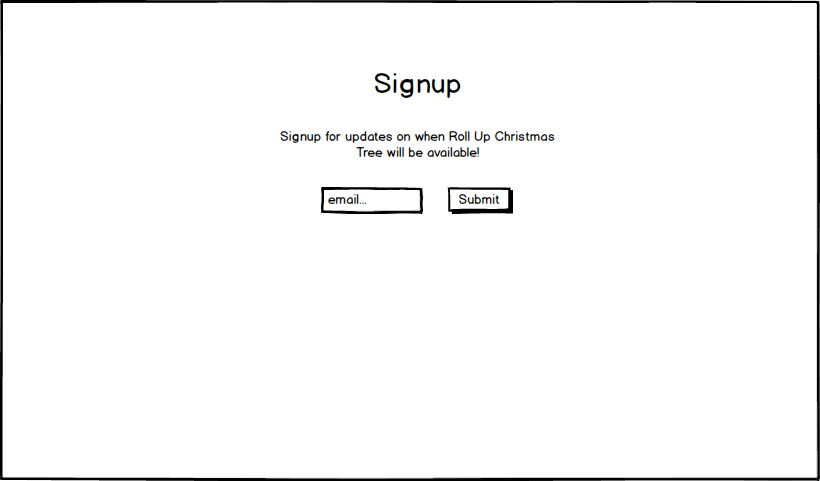 Signup
Signup for updates on when Roll Up Christmas
Tree will be available!
email... Submit